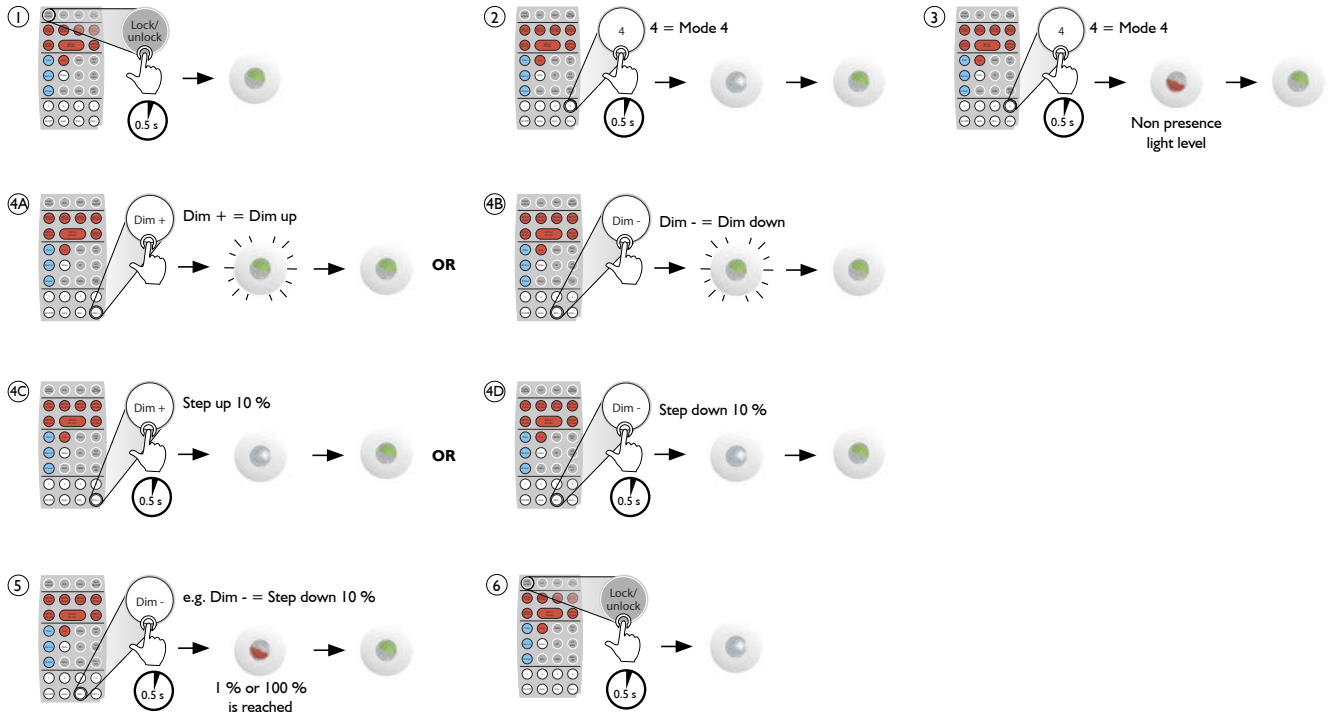 1
Lock/
unlock
0.5 s
2
4
4 = Mode 4
0.5 s
3
4
4 = Mode 4
0.5 s
Non presence
light level
4A
Dim +
Dim + = Dim up
OR
4B
Dim -
Dim - = Dim down
4C
Dim +
Step up 10 %
0.5 s
OR
4D
Dim -
Step down 10 %
0.5 s
5
Dim -
e.g. Dim - = Step down 10 %
0.5 s
1 % or 100 %
is reached
6
Lock/
unlock
0.5 s